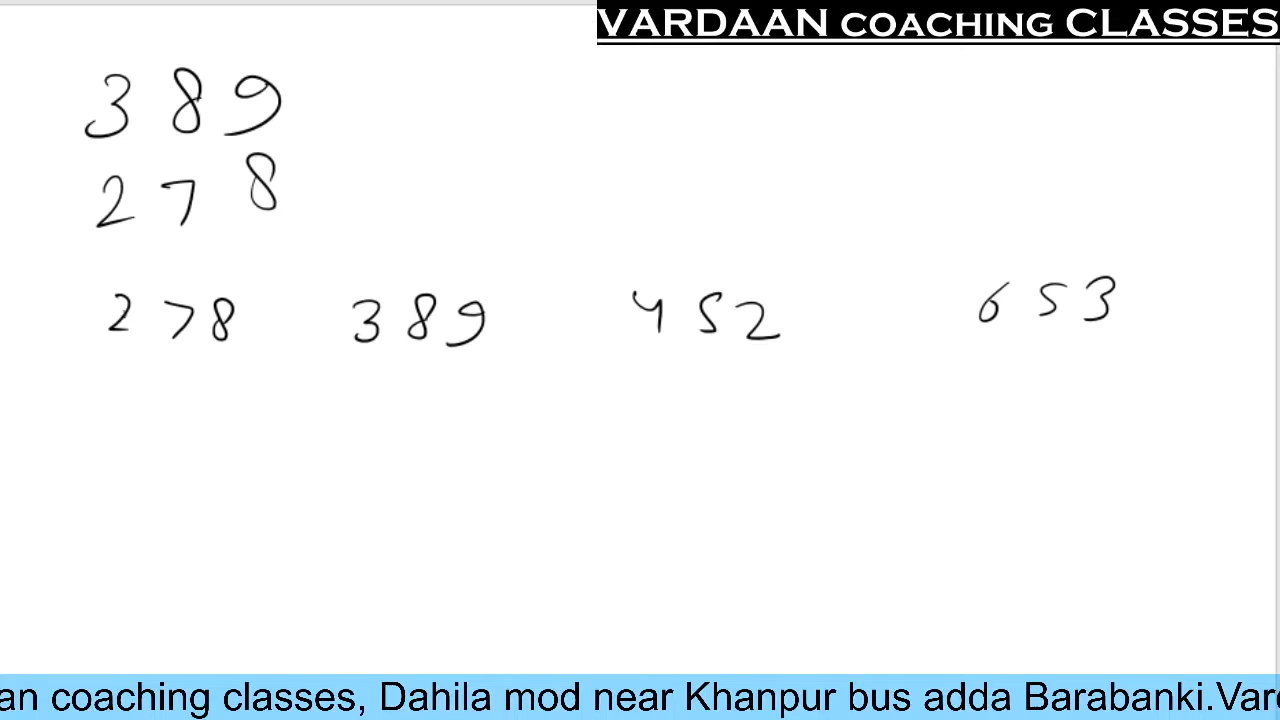 VARDAAN COACHING CLASSES
3 8 9
2 7 8
2 7 8 3 8 9 4 5 2 6 5 3
an coaching classes, Dahila mod near Khanpur bus adda Barabanki.Vard